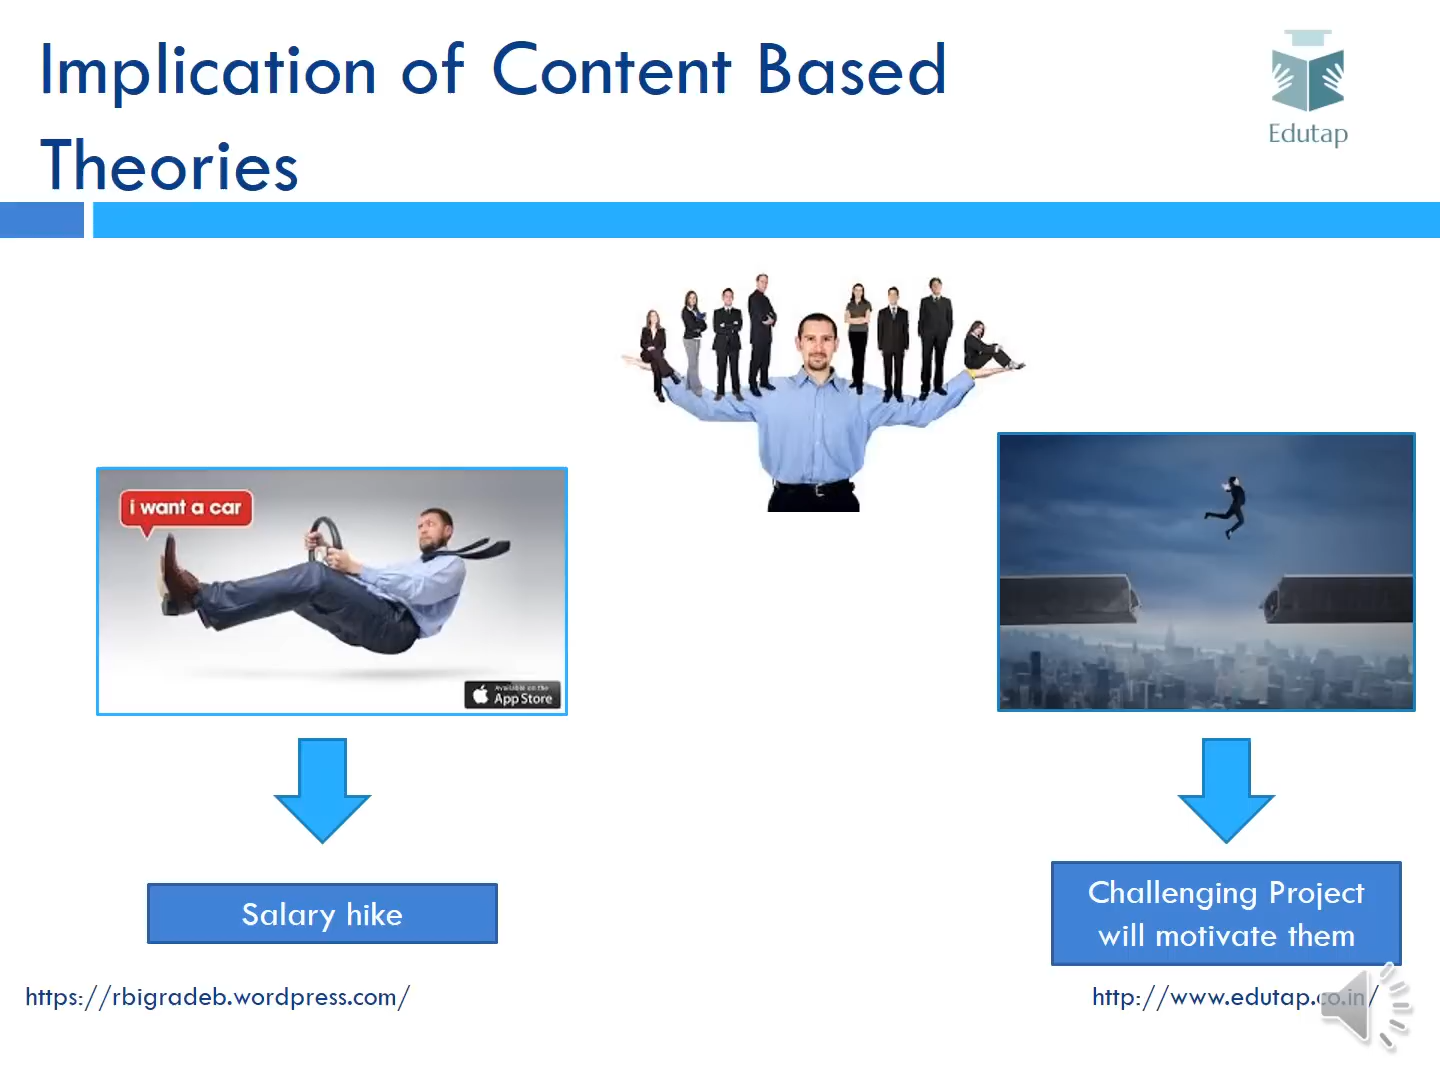 Implication of Content Based
Theories
Edutap
i want a car
Available on the
App Store
Salary hike
Challenging Project
will motivate them
https://rbigradeb.wordpress.com/
http://www.edutap.co.in/